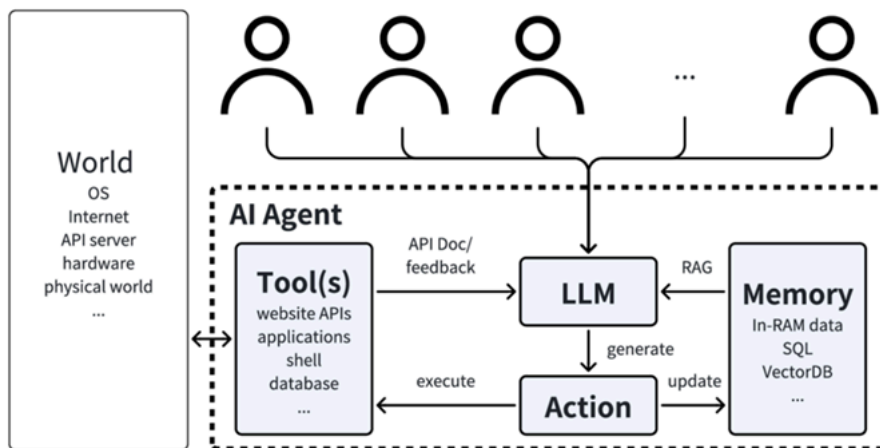 ...
World
OS
Internet
API server
hardware
physical world
...
AI Agent
Tool(s)
website APIs
applications
shell
database
...
API Doc/
feedback
LLM
RAG
generate
execute
Action
update
Memory
In-RAM data
SQL
VectorDB
...